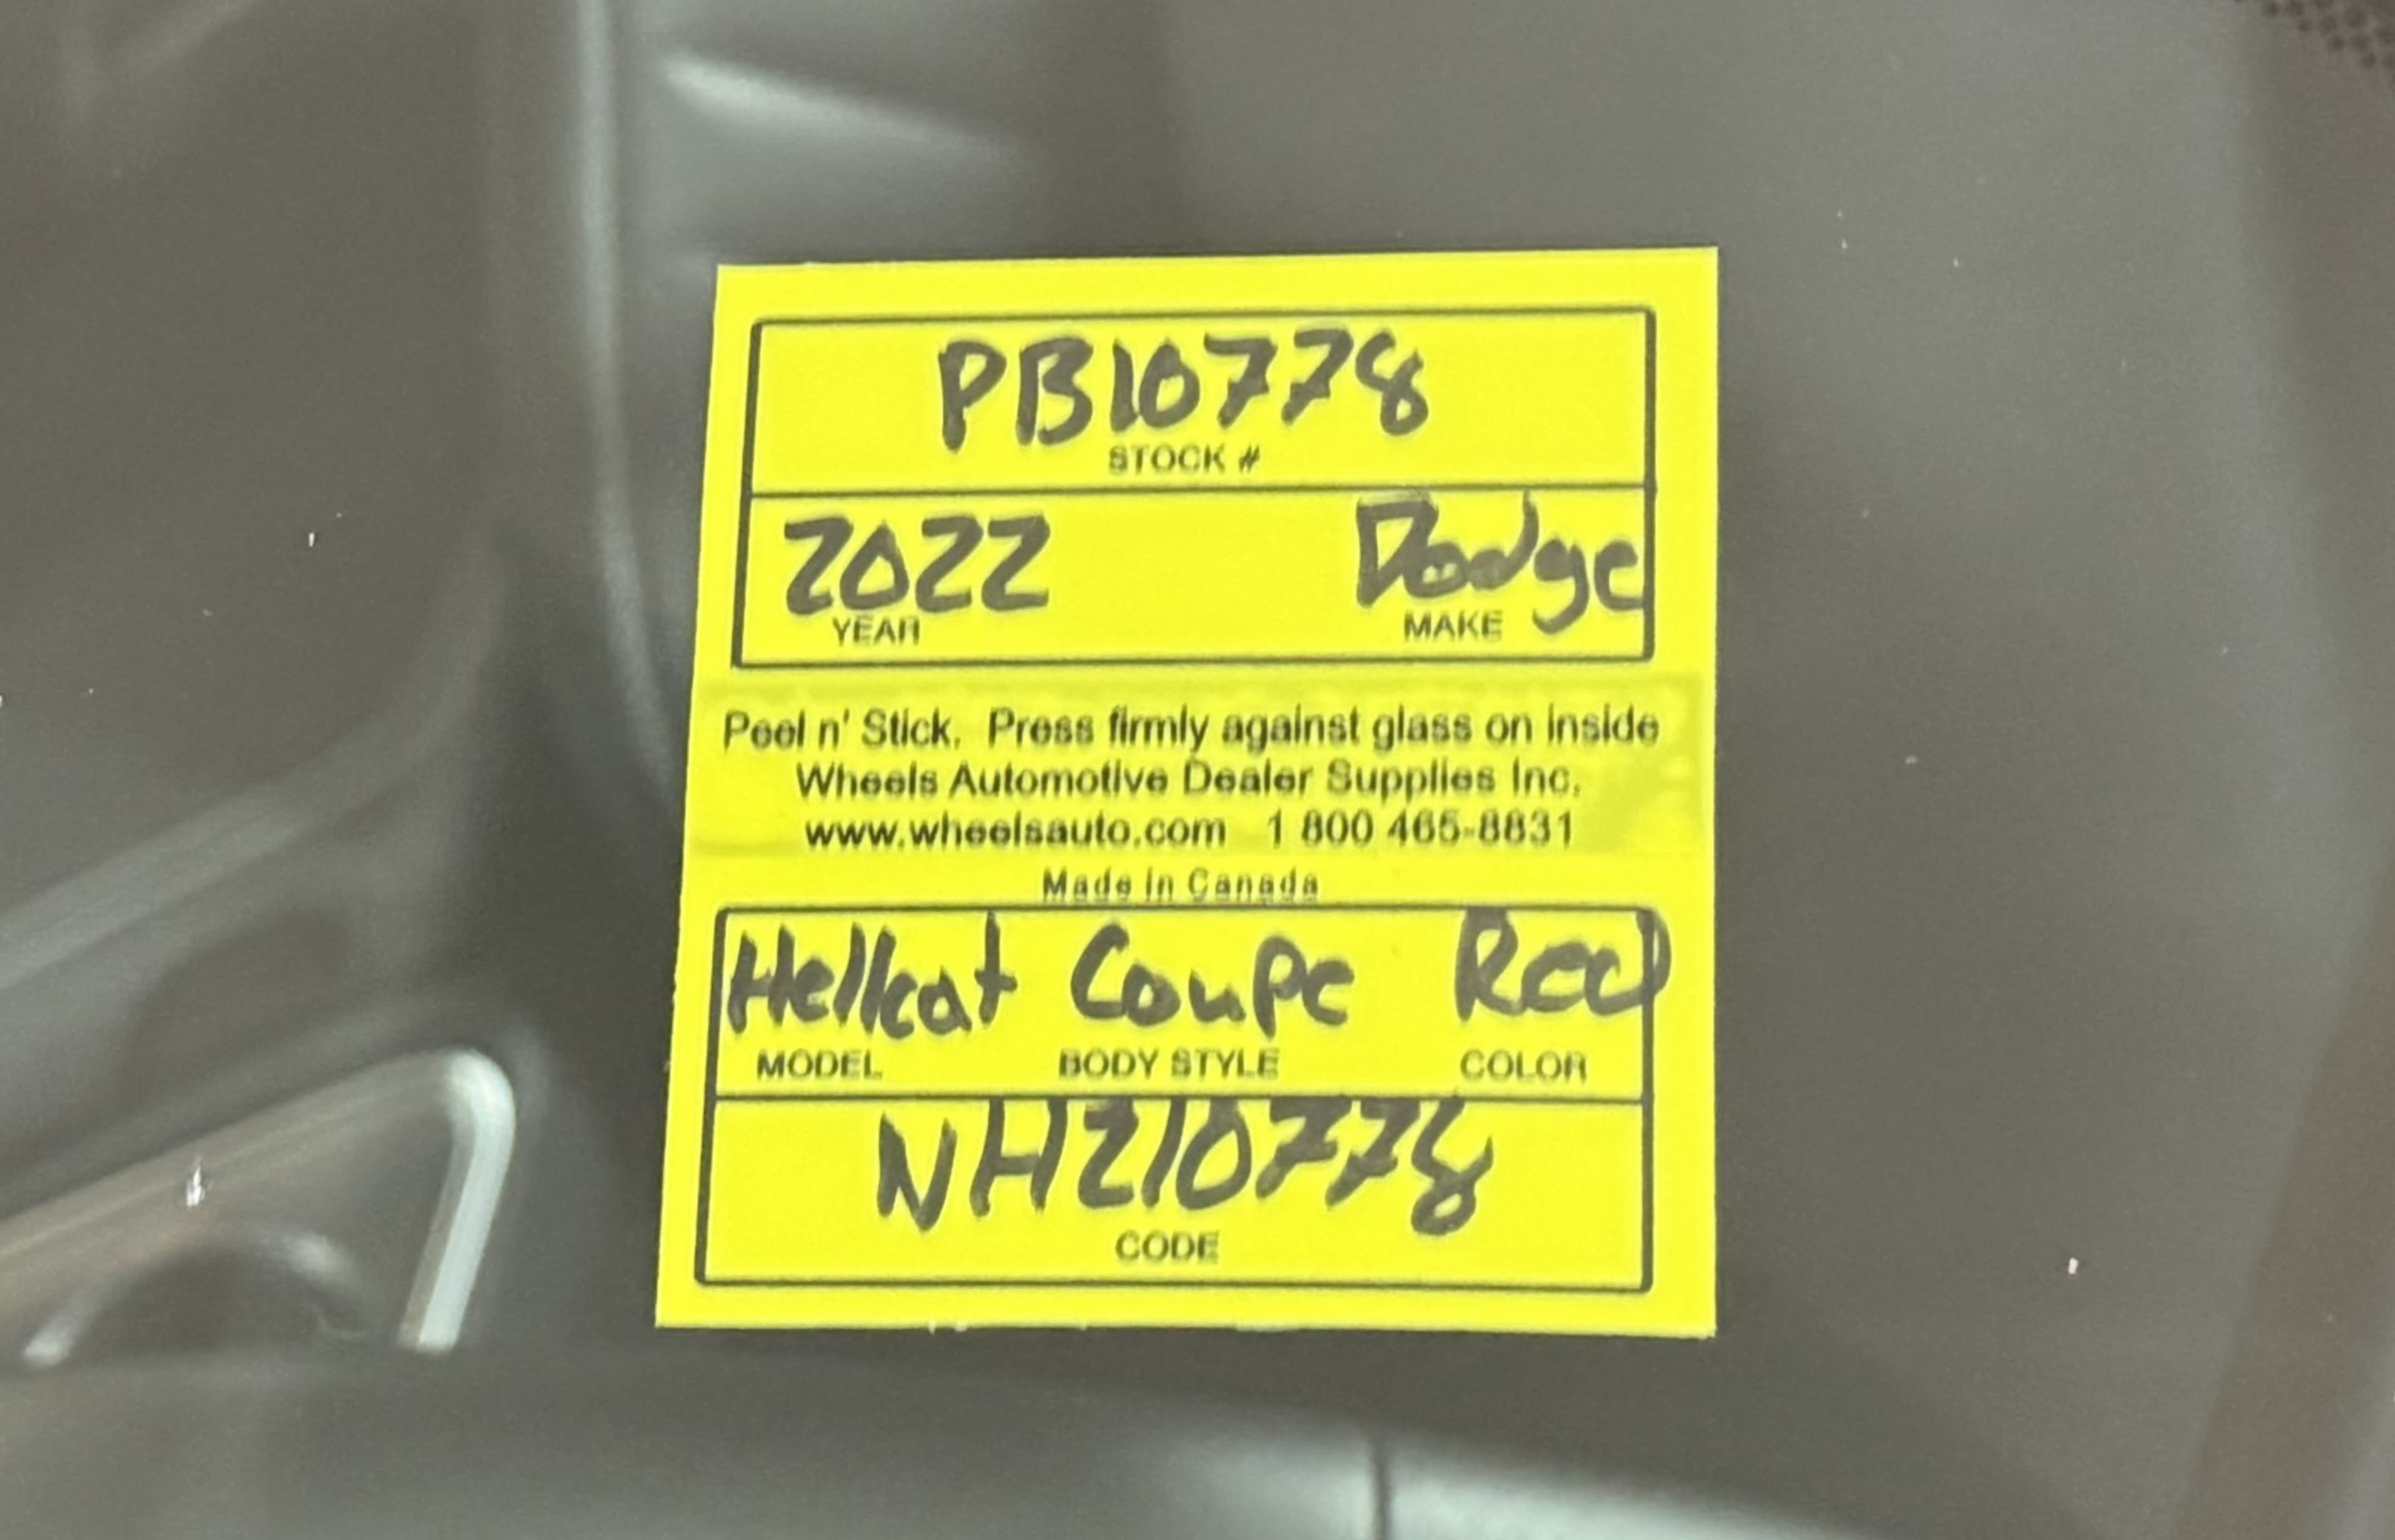 PB10778
STOCK #
2022 Dodge
YEAR MAKE
Peel n' Stick. Press firmly against glass on inside
Wheels Automotive Dealer Supplies Inc.
www.wheelsauto.com 1 800 465-8831
Made in Canada
Hellcat Coupe Red
MODEL BODY STYLE COLOR
NH210778
CODE